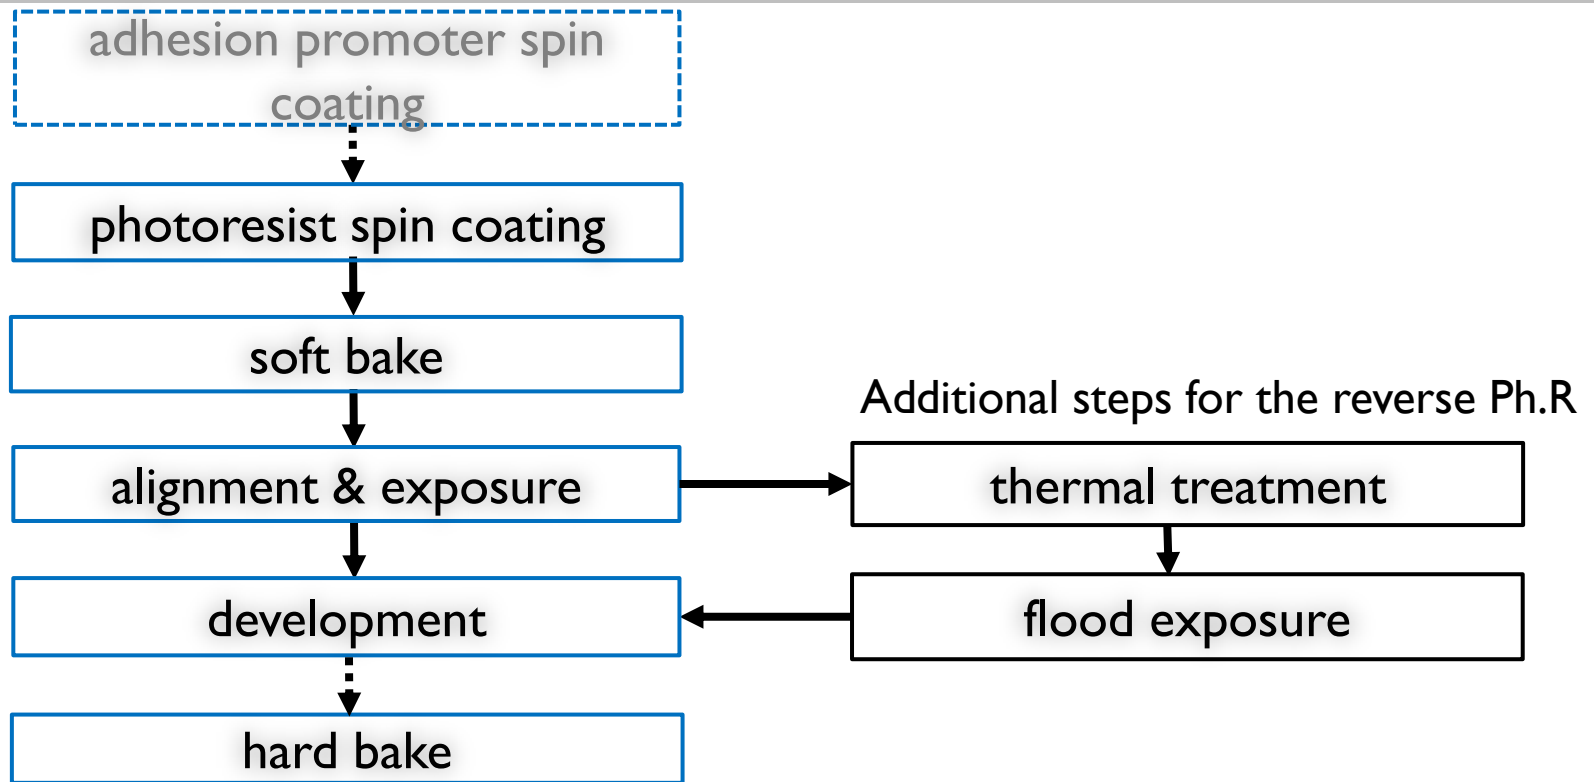 adhesion promoter spin
coating
photoresist spin coating
soft bake
alignment & exposure
development
hard bake
Additional steps for the reverse Ph.R
thermal treatment
flood exposure